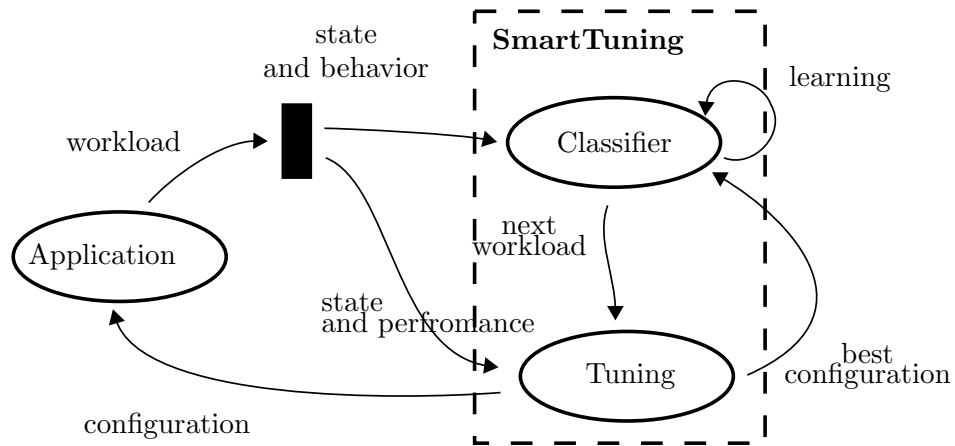 state
and behavior
SmartTuning
learning
workload
Classifier
next
workload
Application
state
and perfromance
best
configuration
Tuning
configuration